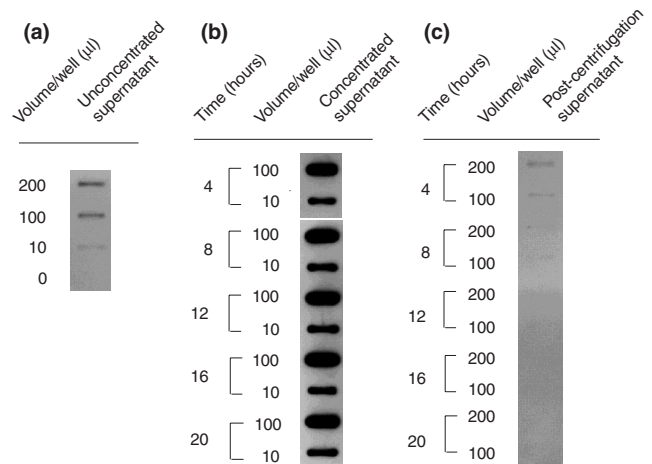 (a)
Volume/well (µl)
Unconcentrated
supernatant
200
100
10
0
(b)
Time (hours)
Volume/well (µl)
Concentrated
supernatant
4
100
10
8
100
10
12
100
10
16
100
10
20
100
10
(c)
Time (hours)
Volume/well (µl)
Post-centrifugation
supernatant
4
200
100
8
200
100
12
200
100
16
200
100
20
200
100